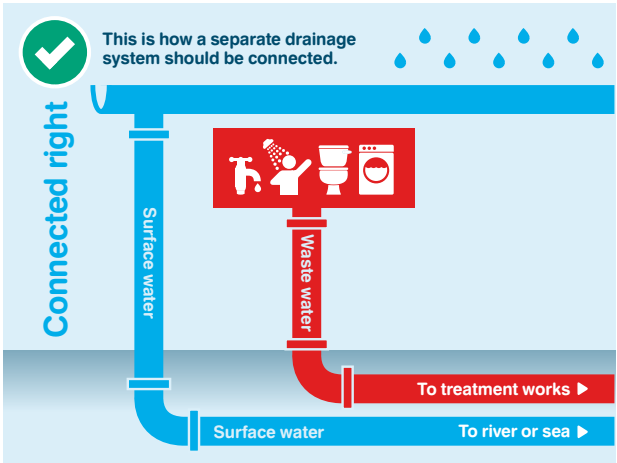 This is how a separate drainage
system should be connected.
Connected right
Surface water
Waste water
To treatment works
Surface water
To river or sea